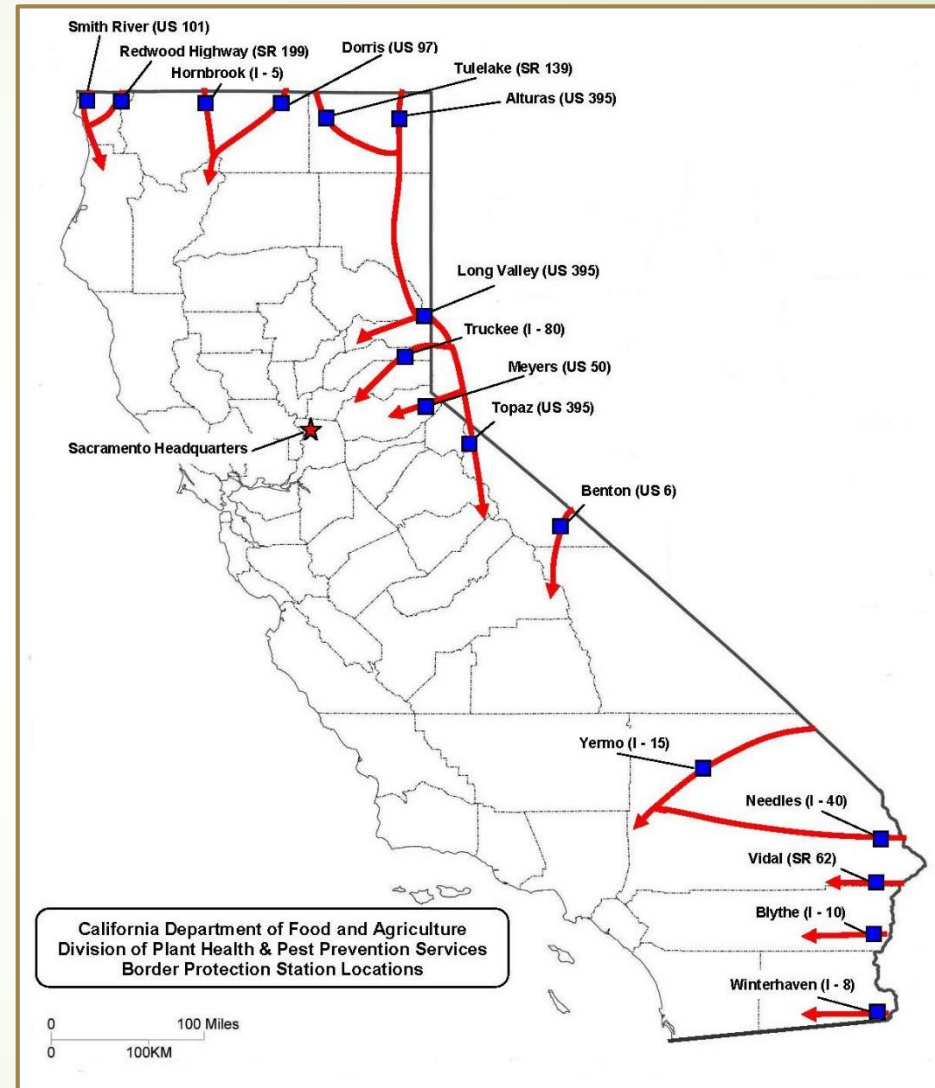 Smith River (US 101)
Redwood Highway (SR 199)
Hornbrook (I - 5)
Dorris (US 97)
Tulelake (SR 139)
Alturas (US 395)
Long Valley (US 395)
Truckee (I - 80)
Meyers (US 50)
Topaz (US 395)
Sacramento Headquarters
Benton (US 6)
Yermo (I - 15)
Needles (I - 40)
Vidal (SR 62)
Blythe (I - 10)
Winterhaven (I - 8)
California Department of Food and Agriculture
Division of Plant Health & Pest Prevention Services
Border Protection Station Locations
0 100 Miles
0 100KM